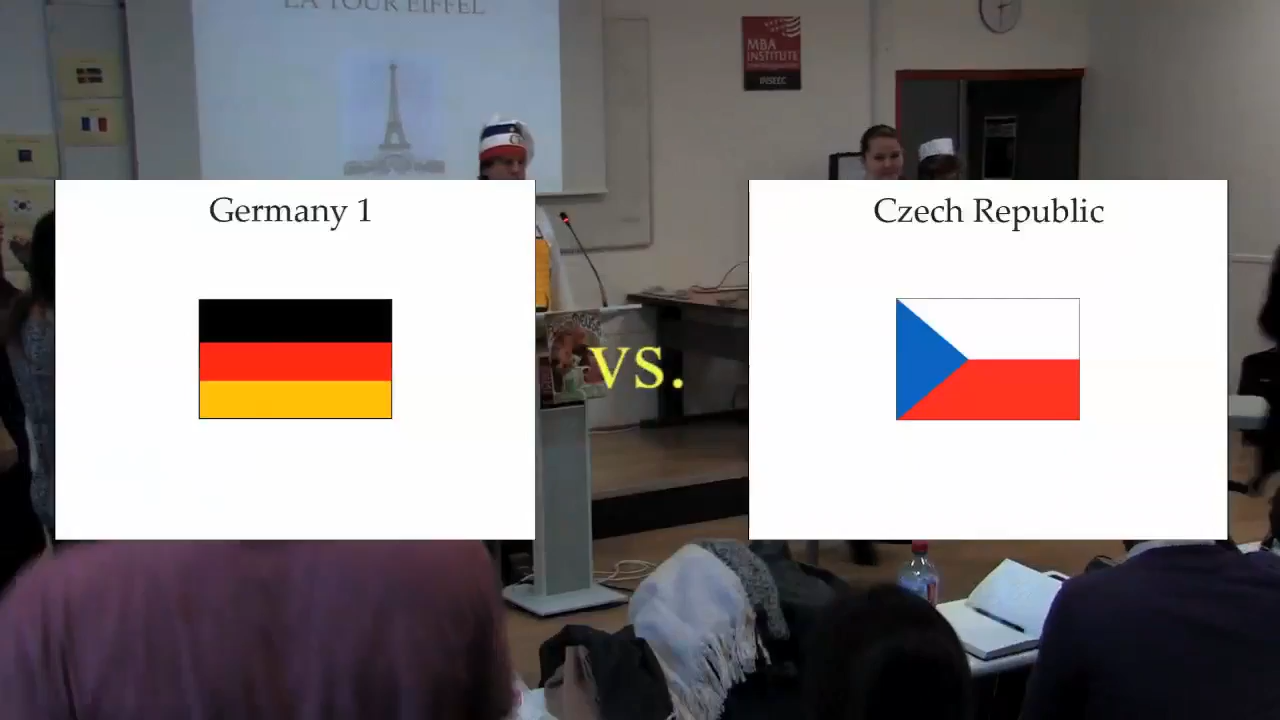 LA TOUR EIFFEL
MBA
INSTITUTE
INSEEC
Germany 1
Czech Republic
vs.